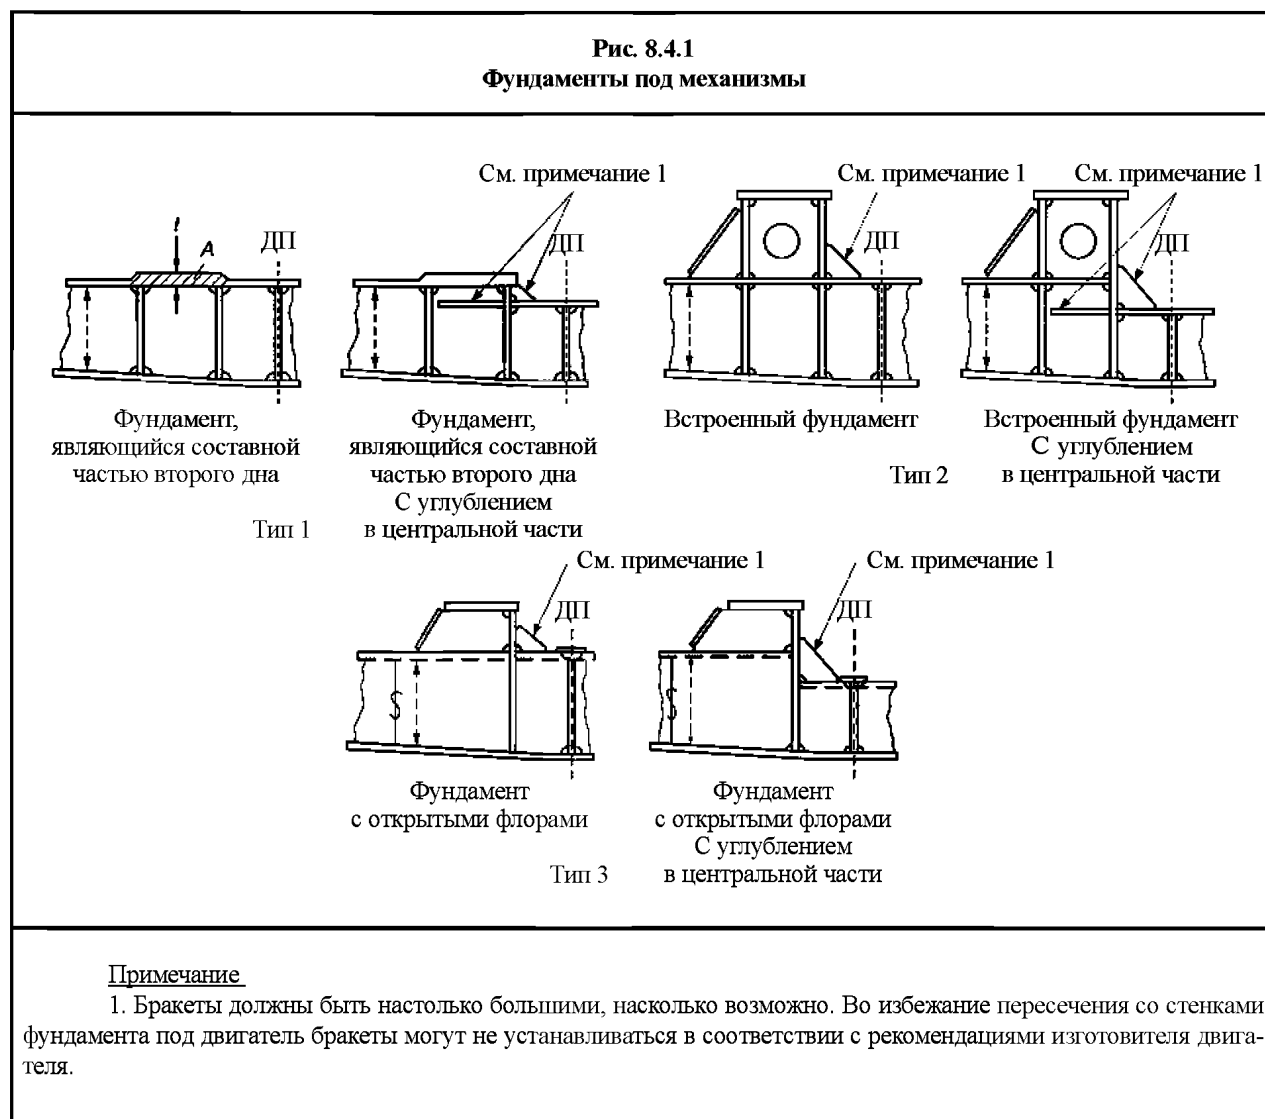 Рис. 8.4.1
Фундаменты под механизмы
См. примечание 1
См. примечание 1
См. примечание 1
t
A
ДП
ДП
ДП
ДП
Фундамент,
являющийся составной
частью второго дна
Фундамент,
являющийся составной
частью второго дна
С углублением
в центральной части
Тип 1
Встроенный фундамент
Встроенный фундамент
С углублением
в центральной части
Тип 2
См. примечание 1
См. примечание 1
ДП
ДП
S
S
Фундамент
с открытыми флорами
Фундамент
с открытыми флорами
С углублением
в центральной части
Тип 3
Примечание
1. Бракеты должны быть настолько большими, насколько возможно. Во избежание пересечения со стенками
фундамента под двигатель бракеты могут не устанавливаться в соответствии с рекомендациями изготовителя двига-
теля.